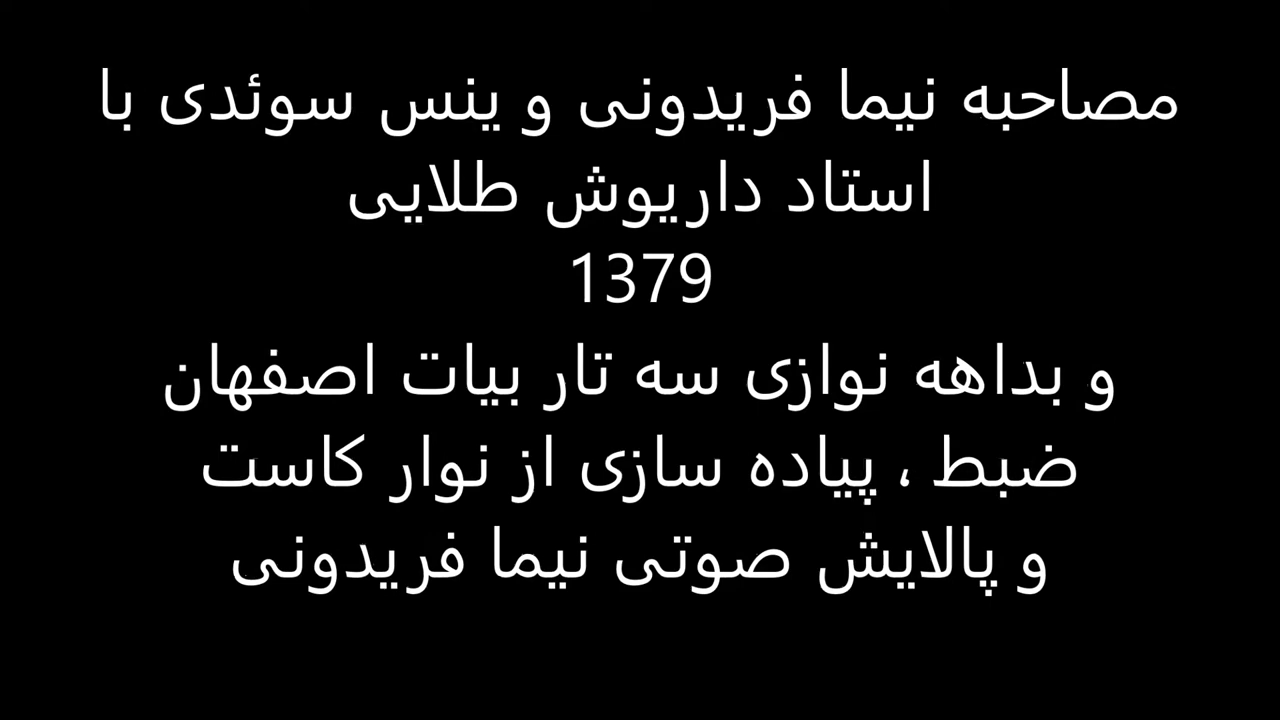 مصاحبه نیما فریدونی و ینس سوئدی با
استاد داریوش طلایی
1379
و بداهه نوازی سه تار بیات اصفهان
ضبط ، پیاده سازی از نوار کاست
و پالایش صوتی نیما فریدونی